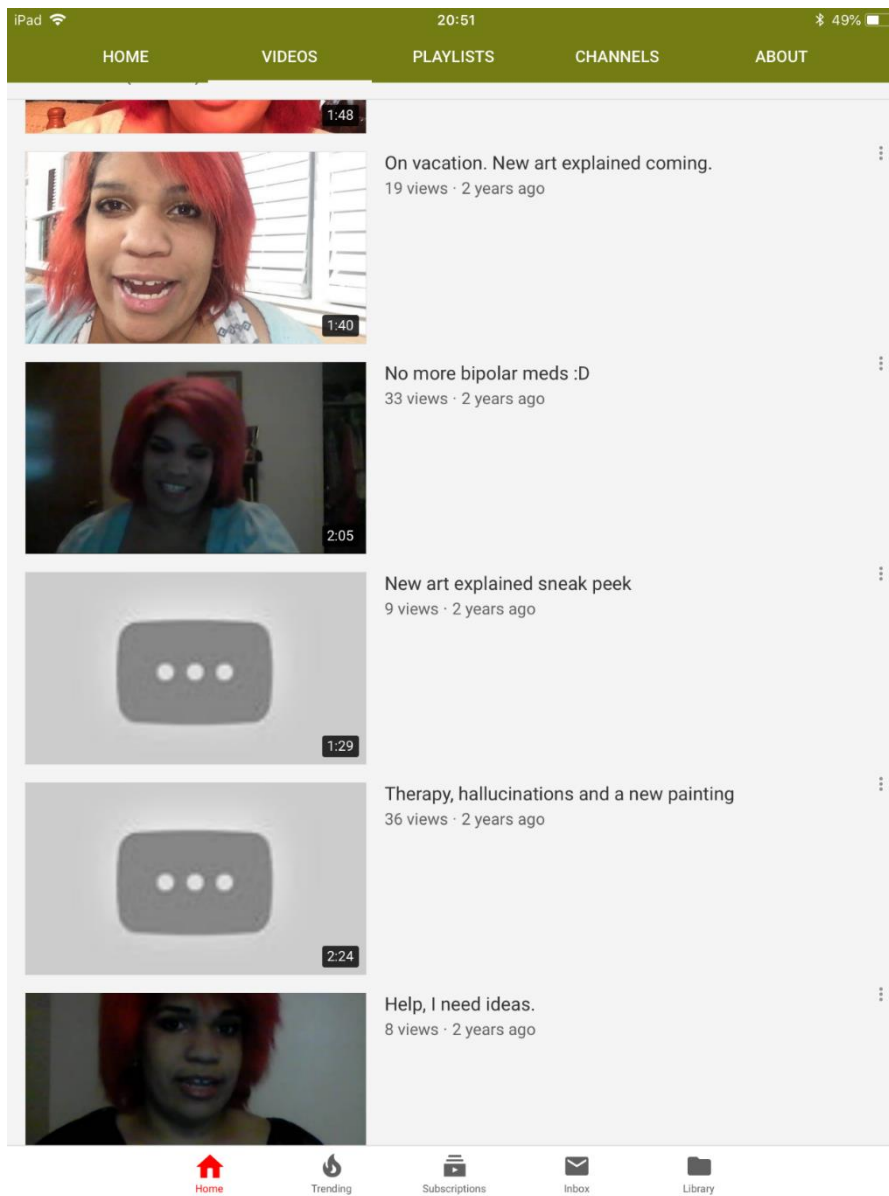 iPad 20:51 49%
HOME VIDEOS PLAYLISTS CHANNELS ABOUT
1:48
On vacation. New art explained coming.
19 views · 2 years ago
1:40
No more bipolar meds :D
33 views · 2 years ago
2:05
New art explained sneak peek
9 views · 2 years ago
1:29
Therapy, hallucinations and a new painting
36 views · 2 years ago
2:24
Help, I need ideas.
8 views · 2 years ago
Home Trending Subscriptions Inbox Library